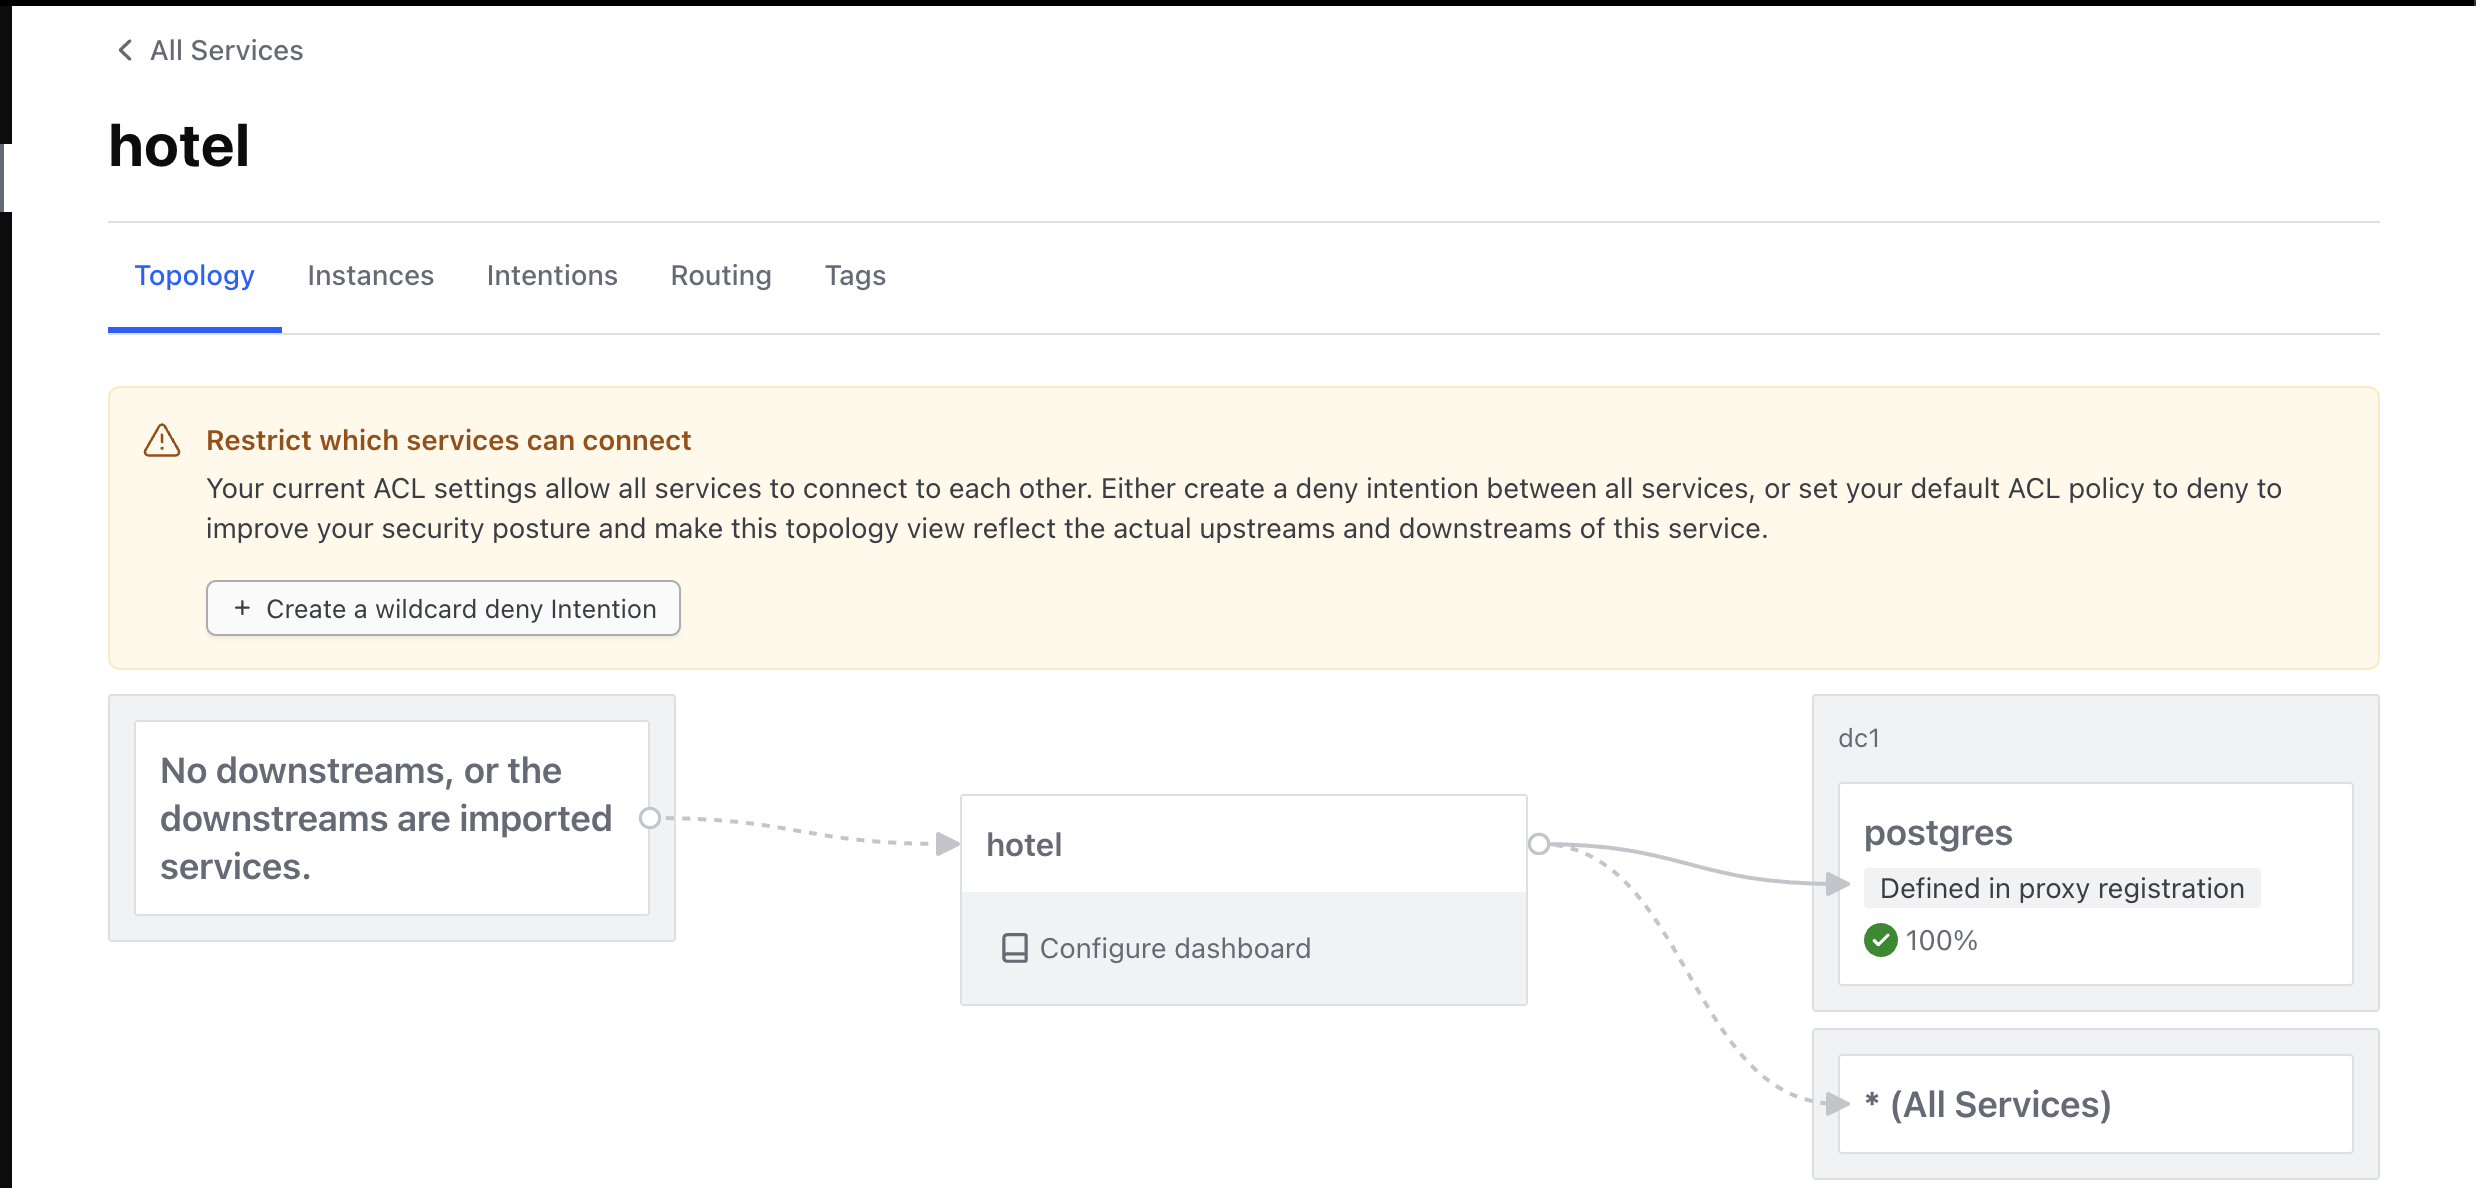 All Services
hotel
Topology Instances Intentions Routing Tags
Restrict which services can connect
Your current ACL settings allow all services to connect to each other. Either create a deny intention between all services, or set your default ACL policy to deny to
improve your security posture and make this topology view reflect the actual upstreams and downstreams of this service.
+ Create a wildcard deny Intention
No downstreams, or the
downstreams are imported
services.
hotel
Configure dashboard
dc1
postgres
Defined in proxy registration
100%
* (All Services)